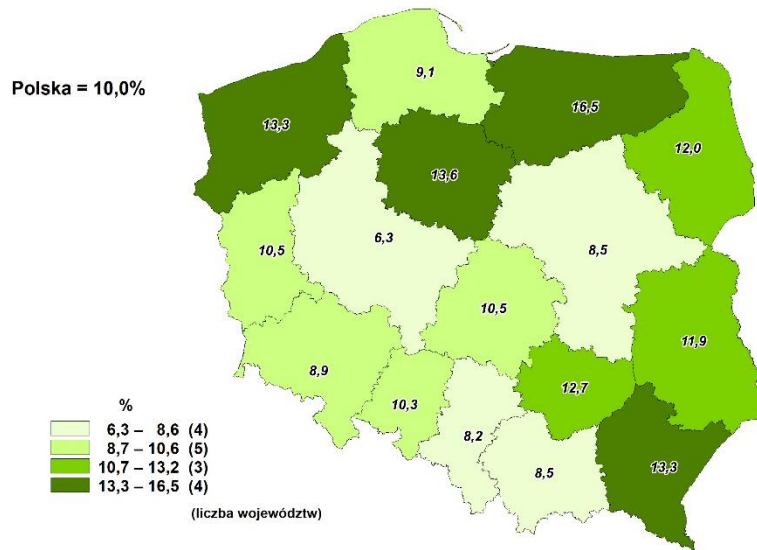 9,1
Polska = 10,0%
16,5
13,3
12,0
13,6
6,3
8,5
10,5
10,5
11,9
8,9
12,7
10,3
8,2
8,5
13,3
%
6,3 – 8,6 (4)
8,7 – 10,6 (5)
10,7 – 13,2 (3)
13,3 – 16,5 (4)
(liczba województw)